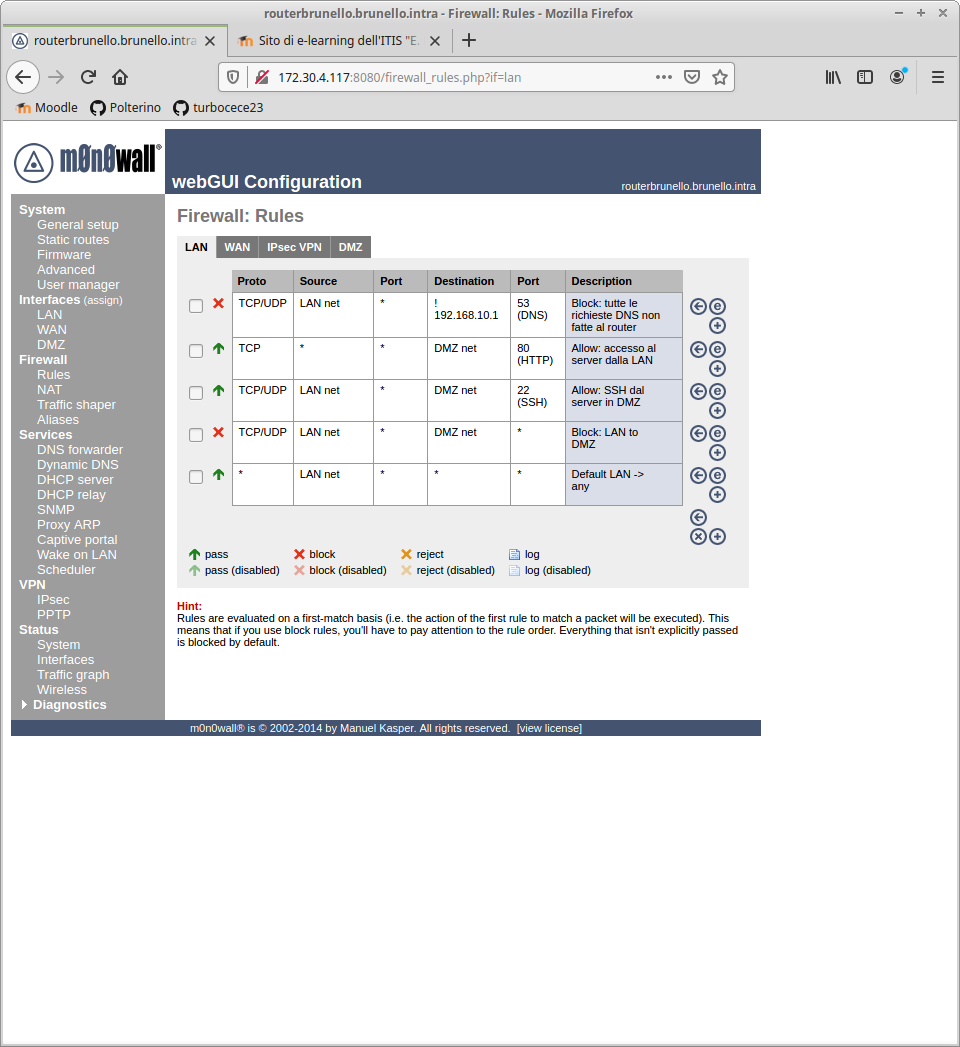 routerbrunello.brunello.intra - Firewall: Rules - Mozilla Firefox
routerbrunello.brunello.intra
Sito di e-learning dell'ITIS "E.
172.30.4.117:8080/firewall_rules.php?if=lan
Moodle Polterino turbocece23
m0n0wall®
webGUI Configuration
routerbrunello.brunello.intra
System
General setup
Static routes
Firmware
Advanced
User manager
Interfaces (assign)
LAN
WAN
DMZ
Firewall
Rules
NAT
Traffic shaper
Aliases
Services
DNS forwarder
Dynamic DNS
DHCP server
DHCP relay
SNMP
Proxy ARP
Captive portal
Wake on LAN
Scheduler
VPN
IPsec
PPTP
Status
System
Interfaces
Traffic graph
Wireless
Diagnostics
Firewall: Rules
LAN WAN IPsec VPN DMZ
Proto Source Port Destination Port Description
TCP/UDP LAN net * ! 53 Block: tutte le
192.168.10.1 (DNS) richieste DNS non
fatte al router
TCP * * DMZ net 80 Allow: accesso al
(HTTP) server dalla LAN
TCP/UDP LAN net * DMZ net 22 Allow: SSH dal
(SSH) server in DMZ
TCP/UDP LAN net * DMZ net * Block: LAN to
DMZ
* LAN net * * * Default LAN ->
any
pass block reject log
pass (disabled) block (disabled) reject (disabled) log (disabled)
Hint:
Rules are evaluated on a first-match basis (i.e. the action of the first rule to match a packet will be executed). This
means that if you use block rules, you'll have to pay attention to the rule order. Everything that isn't explicitly passed
is blocked by default.
m0n0wall® is © 2002-2014 by Manuel Kasper. All rights reserved. [view license]